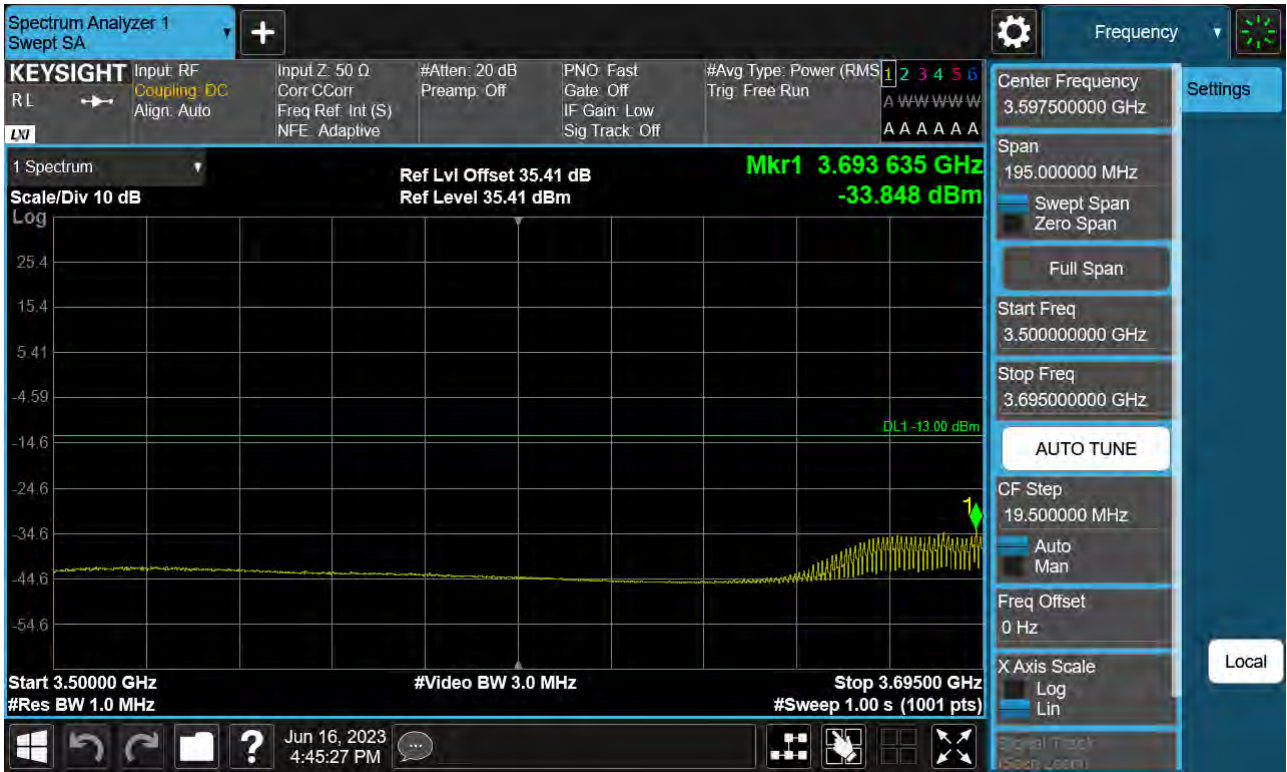 Spectrum Analyzer 1
Swept SA
+
Frequency
KEYSIGHT
RL
LXI
Input: RF
Coupling: DC
Align: Auto
Input Z: 50 Ω
Corr CCorr
Freq Ref: Int (S)
NFE: Adaptive
#Atten: 20 dB
Preamp: Off
PNO: Fast
Gate: Off
IF Gain: Low
Sig Track: Off
#Avg Type: Power (RMS
Trig: Free Run
1 2 3 4 5 6
A W W W W W
A A A A A A
1 Spectrum
Scale/Div 10 dB
Log
Ref Lvl Offset 35.41 dB
Ref Level 35.41 dBm
Mkr1 3.693 635 GHz
-33.848 dBm
25.4
15.4
5.41
-4.59
-14.6
-24.6
-34.6
-44.6
-54.6
DL1 -13.00 dBm
1
Start 3.50000 GHz
#Res BW 1.0 MHz
#Video BW 3.0 MHz
Stop 3.69500 GHz
#Sweep 1.00 s (1001 pts)
Center Frequency
3.597500000 GHz
Span
195.000000 MHz
Swept Span
Zero Span
Full Span
Start Freq
3.500000000 GHz
Stop Freq
3.695000000 GHz
AUTO TUNE
CF Step
19.500000 MHz
Auto
Man
Freq Offset
0 Hz
X Axis Scale
Log
Lin
Signal Track
(Span Zoom)
Settings
Local
?
Jun 16, 2023
4:45:27 PM